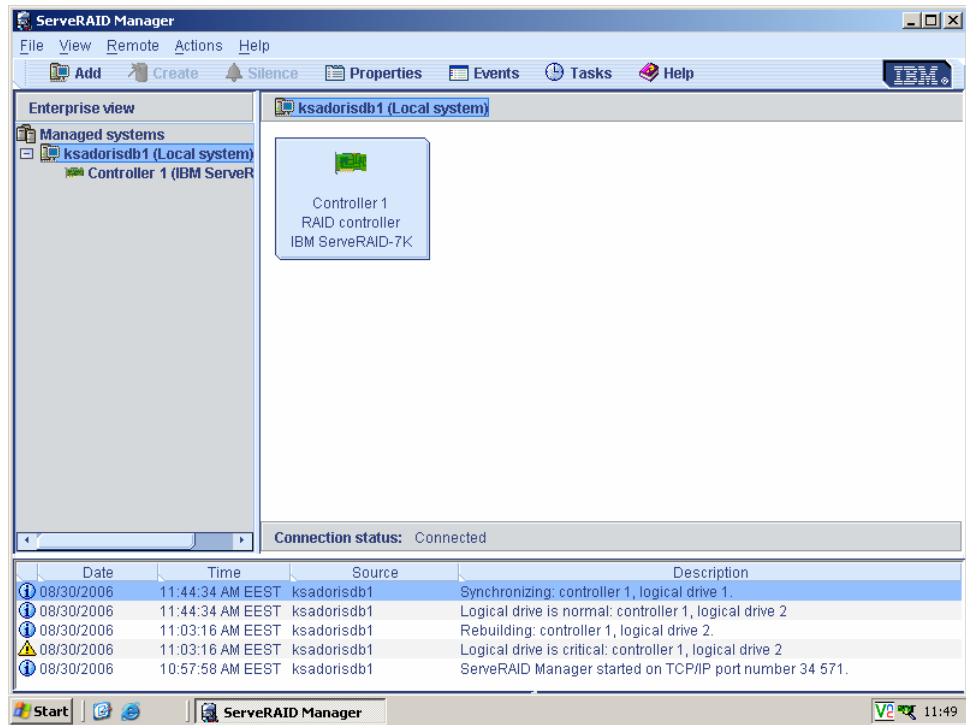 ServeRAID Manager
File View Remote Actions Help
Add Create Silence Properties Events Tasks Help
IBM
Enterprise view
ksadorisdb1 (Local system)
Managed systems
ksadorisdb1 (Local system)
Controller 1 (IBM ServeR
Controller 1
RAID controller
IBM ServeRAID-7K
Connection status: Connected
Date Time Source Description
08/30/2006 11:44:34 AM EEST ksadorisdb1 Synchronizing: controller 1, logical drive 1.
08/30/2006 11:44:34 AM EEST ksadorisdb1 Logical drive is normal: controller 1, logical drive 2
08/30/2006 11:03:16 AM EEST ksadorisdb1 Rebuilding: controller 1, logical drive 2.
08/30/2006 11:03:16 AM EEST ksadorisdb1 Logical drive is critical: controller 1, logical drive 2
08/30/2006 10:57:58 AM EEST ksadorisdb1 ServeRAID Manager started on TCP/IP port number 34 571.
Start ServeRAID Manager 11:49